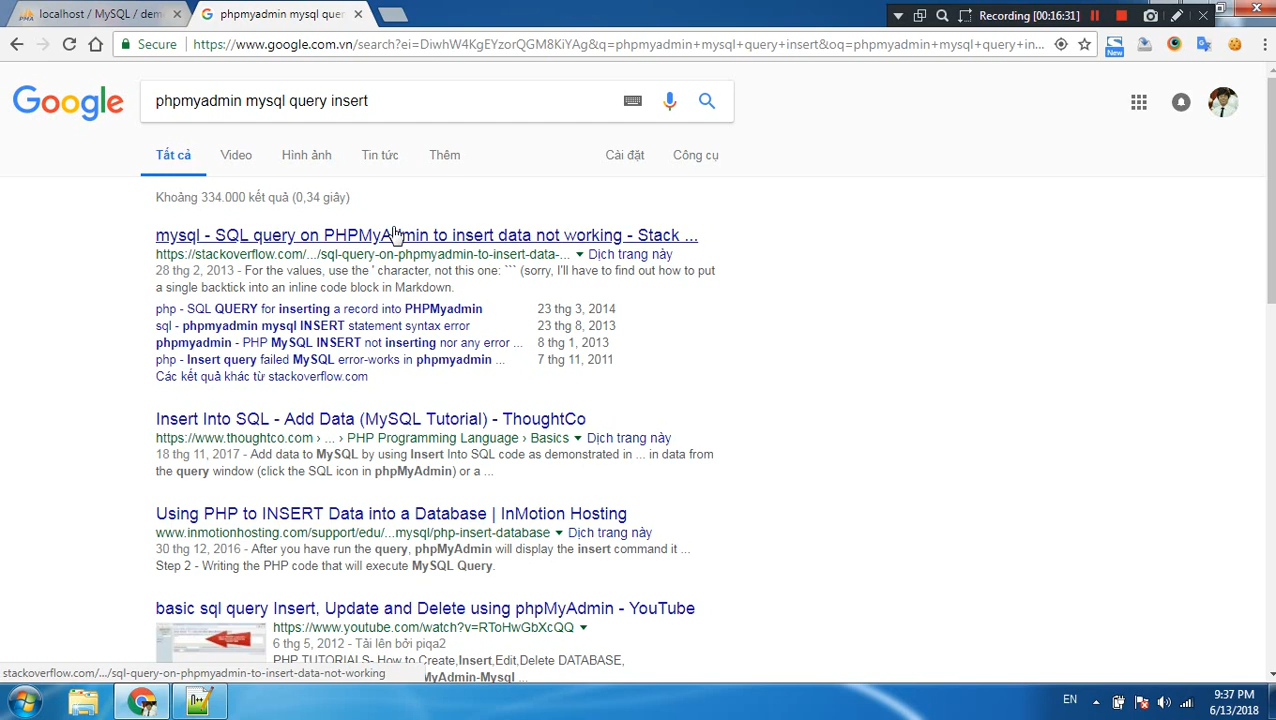 localhost / MySQL / dem
phpmyadmin mysql quer
Recording [00:16:31]
Secure
https://www.google.com.vn/search?ei=DiwhW4KgEYzorQGM8KiYAg&q=phpmyadmin+mysql+query+insert&oq=phpmyadmin+mysql+query+in...
New
Google
phpmyadmin mysql query insert
Tất cả
Video
Hình ảnh
Tin tức
Thêm
Cài đặt
Công cụ
Khoảng 334.000 kết quả (0,34 giây)
mysql - SQL query on PHPMyAdmin to insert data not working - Stack ...
https://stackoverflow.com/.../sql-query-on-phpmyadmin-to-insert-data-... Dịch trang này
28 thg 2, 2013 - For the values, use the ' character, not this one: ``` (sorry, I'll have to find out how to put
a single backtick into an inline code block in Markdown.
php - SQL QUERY for inserting a record into PHPMyadmin 23 thg 3, 2014
sql - phpmyadmin mysql INSERT statement syntax error 23 thg 8, 2013
phpmyadmin - PHP MySQL INSERT not inserting nor any error ... 8 thg 1, 2013
php - Insert query failed MySQL error-works in phpmyadmin ... 7 thg 11, 2011
Các kết quả khác từ stackoverflow.com
Insert Into SQL - Add Data (MySQL Tutorial) - ThoughtCo
https://www.thoughtco.com › ... › PHP Programming Language › Basics Dịch trang này
18 thg 11, 2017 - Add data to MySQL by using Insert Into SQL code as demonstrated in ... in data from
the query window (click the SQL icon in phpMyAdmin) or a ...
Using PHP to INSERT Data into a Database | InMotion Hosting
www.inmotionhosting.com/support/edu/...mysql/php-insert-database Dịch trang này
30 thg 12, 2016 - After you have run the query, phpMyAdmin will display the insert command it ...
Step 2 - Writing the PHP code that will execute MySQL Query.
basic sql query Insert, Update and Delete using phpMyAdmin - YouTube
https://www.youtube.com/watch?v=RToHwGbXcQQ
6 thg 5, 2012 - Tải lên bởi piqa2
PHP TUTORIALS- How to Create,Insert,Edit,Delete DATABASE,
MyAdmin-Mysql ...
stackoverflow.com/.../sql-query-on-phpmyadmin-to-insert-data-not-working
EN
9:37 PM
6/13/2018